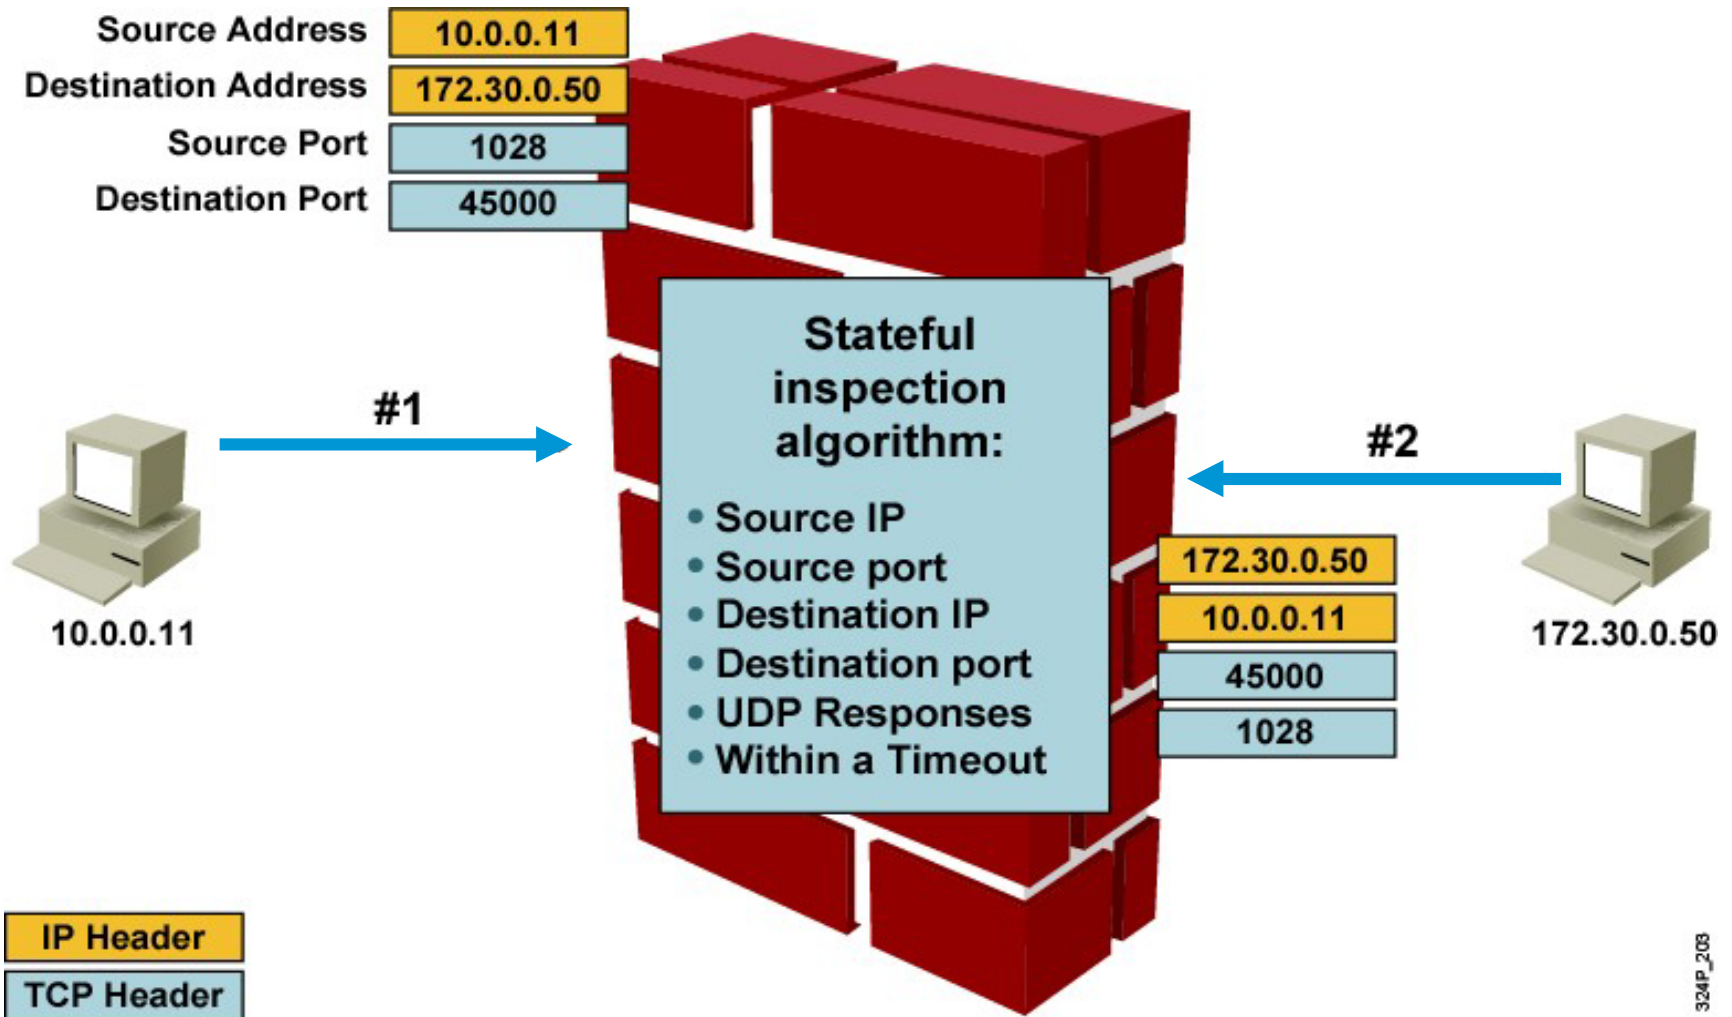 Source Address 10.0.0.11
Destination Address 172.30.0.50
Source Port 1028
Destination Port 45000
Stateful
inspection
algorithm:
• Source IP
• Source port
• Destination IP
• Destination port
• UDP Responses
• Within a Timeout
#1
10.0.0.11
#2
172.30.0.50
10.0.0.11
45000
1028
172.30.0.50
IP Header
TCP Header
324P_203